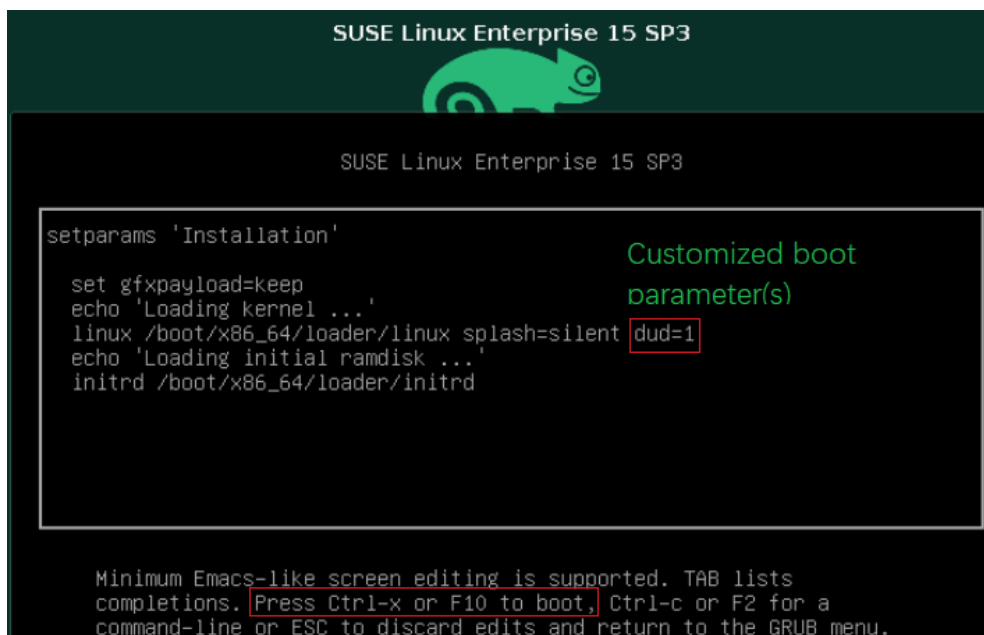 SUSE Linux Enterprise 15 SP3
SUSE Linux Enterprise 15 SP3
setparams 'Installation'
Customized boot
parameter(s)
set gfxpayload=keep
echo 'Loading kernel ...'
linux /boot/x86_64/loader/linux splash=silent dud=1
echo 'Loading initial ramdisk ...'
initrd /boot/x86_64/loader/initrd
Minimum Emacs-like screen editing is supported. TAB lists
completions. Press Ctrl-x or F10 to boot, Ctrl-c or F2 for a
command-line or ESC to discard edits and return to the GRUB menu.